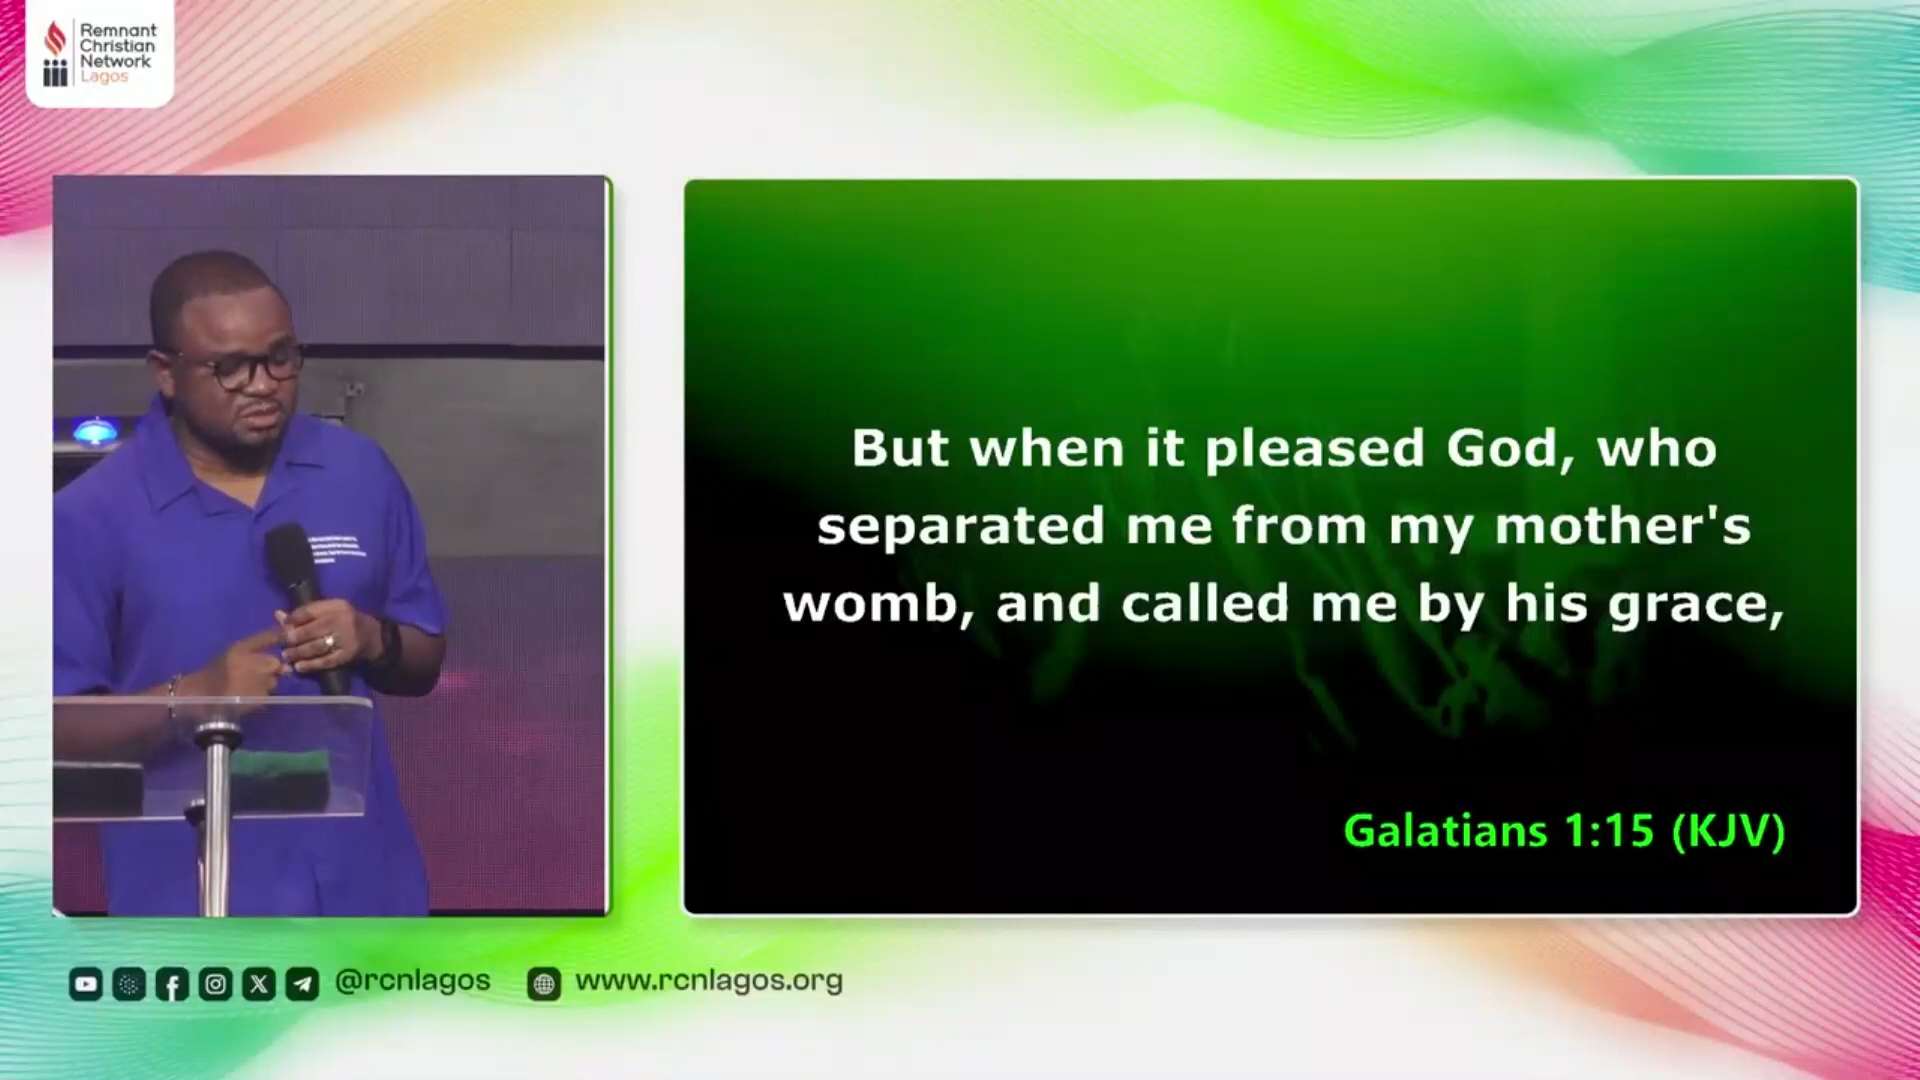 Remnant
Christian
Network
Lagos
But when it pleased God, who
separated me from my mother's
womb, and called me by his grace,
Galatians 1:15 (KJV)
@rcnlagos www.rcnlagos.org